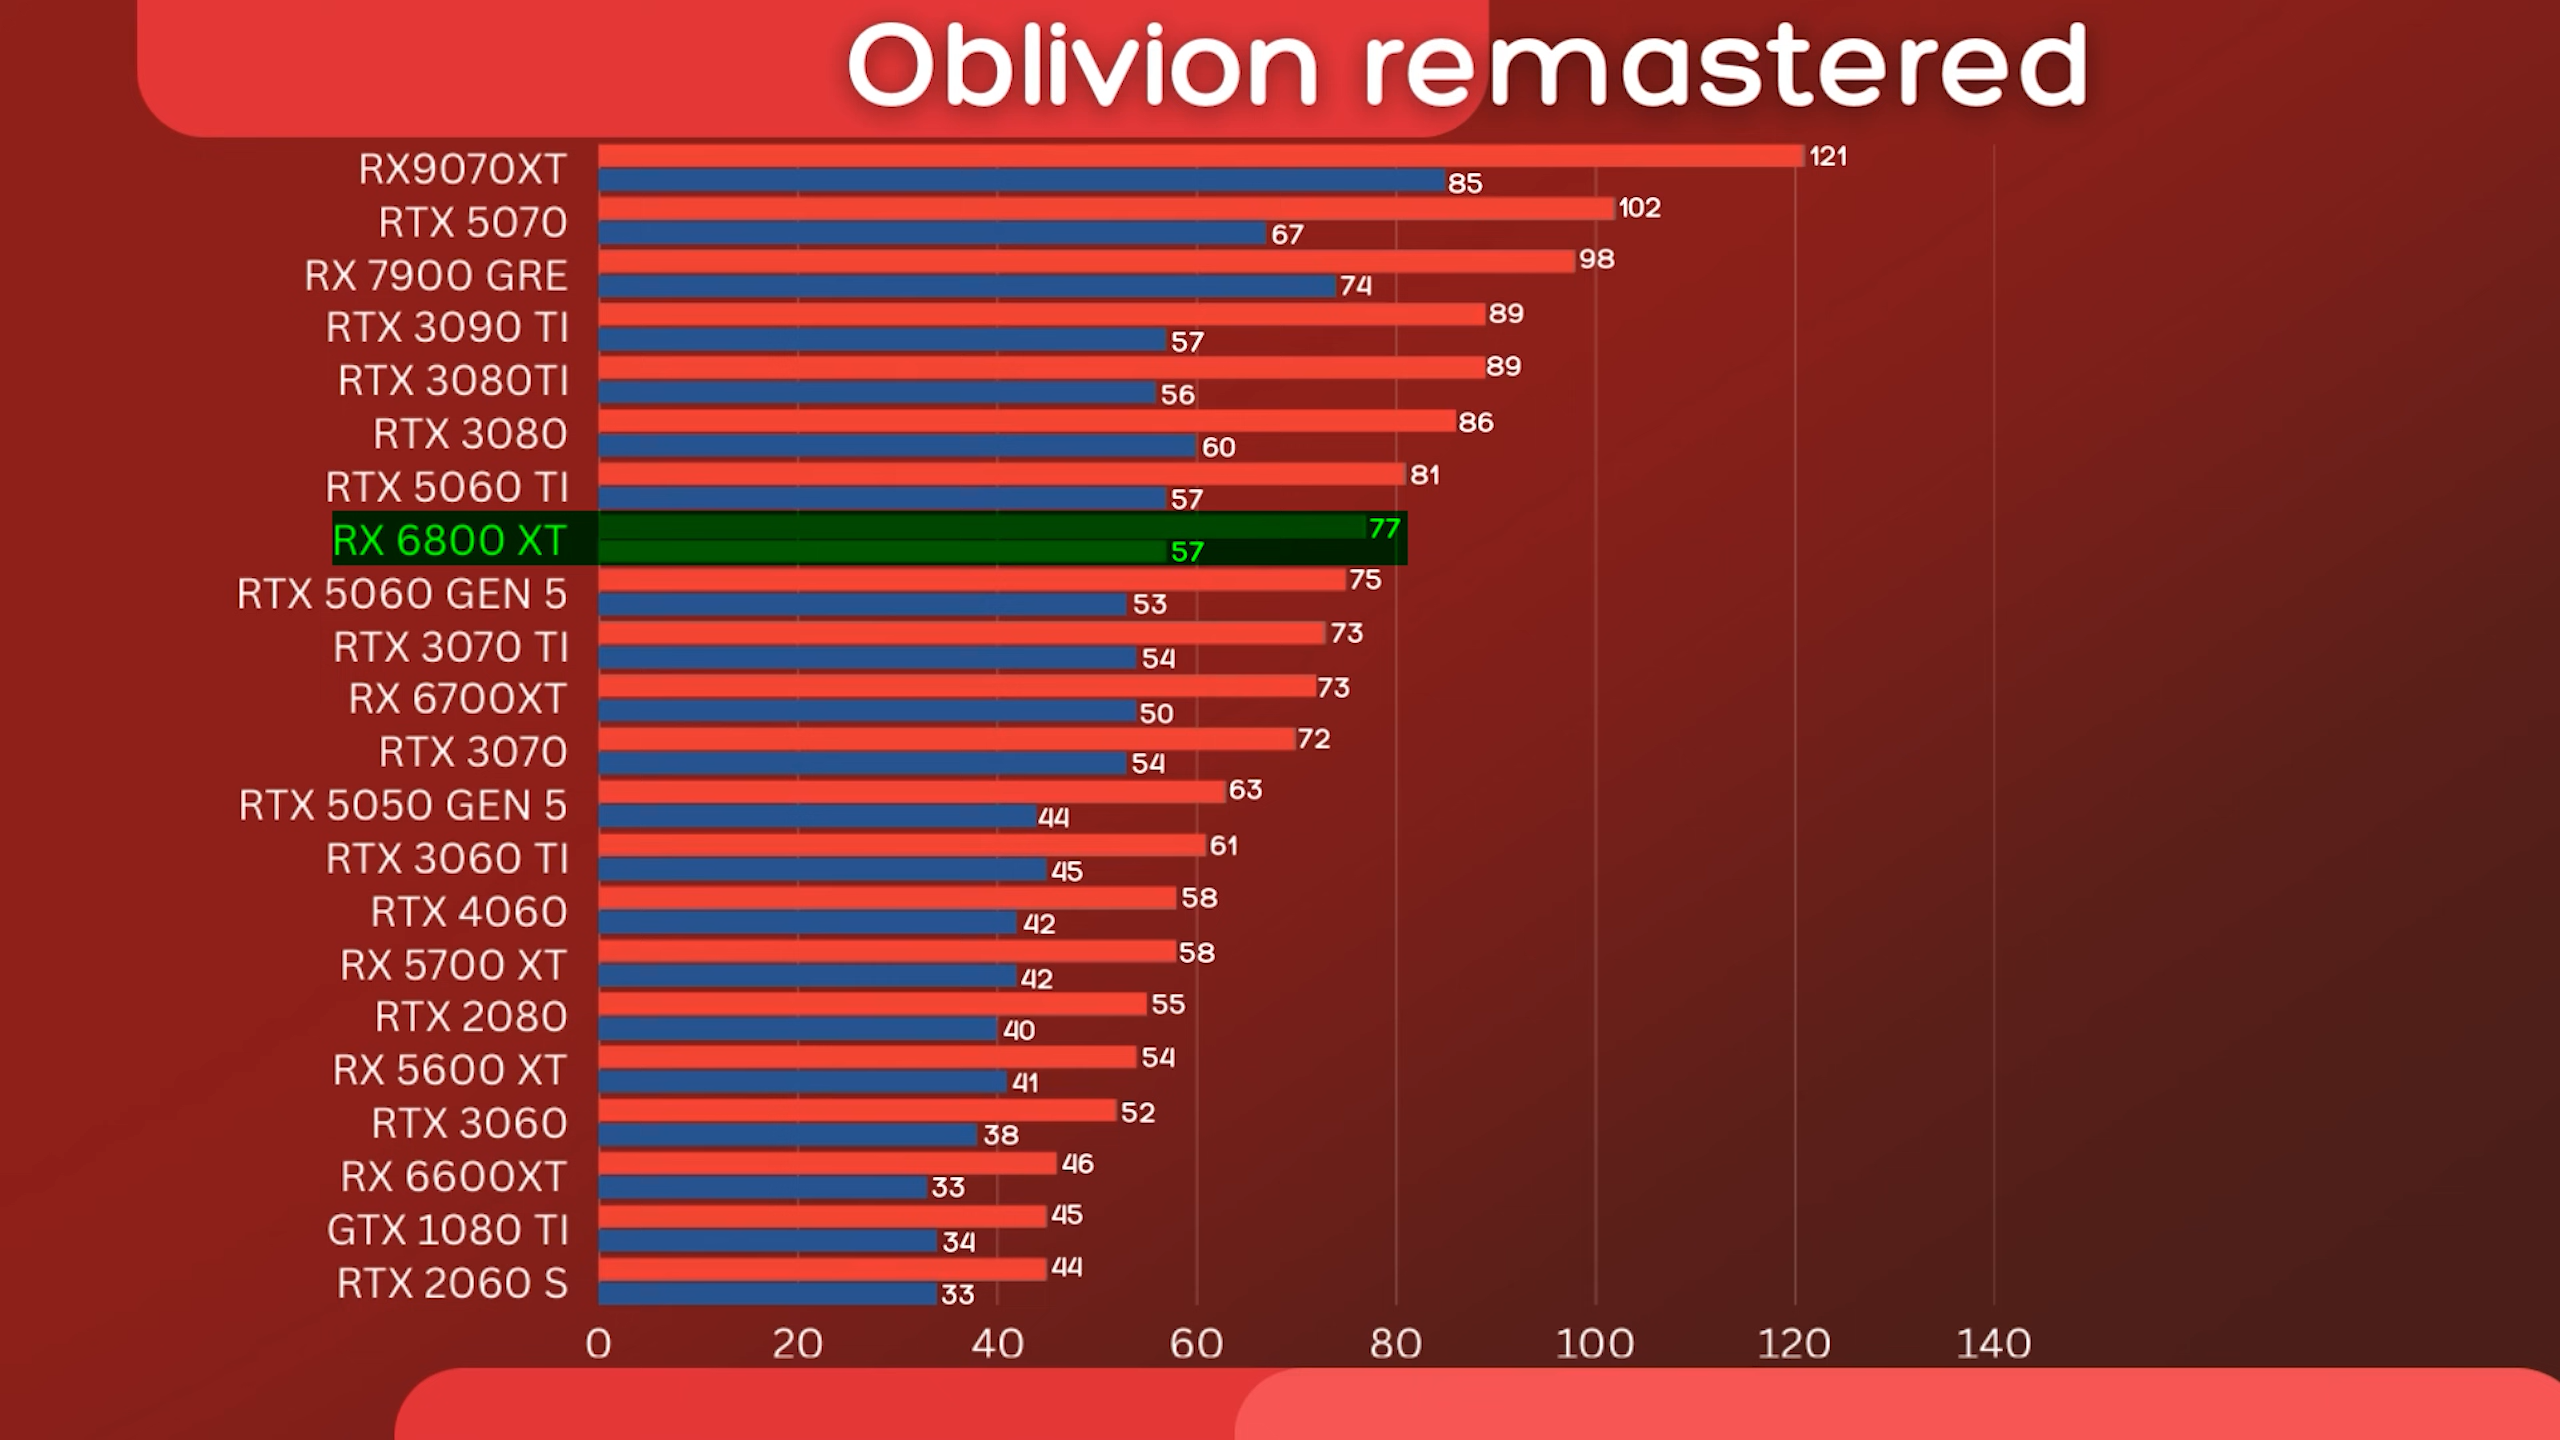 Oblivion remastered
RX9070XT 121
85
RTX 5070 102
67
RX 7900 GRE 98
74
RTX 3090 TI 89
57
RTX 3080TI 89
56
RTX 3080 86
60
RTX 5060 TI 81
57
RX 6800 XT 77
57
RTX 5060 GEN 5 75
53
RTX 3070 TI 73
54
RX 6700XT 73
50
RTX 3070 72
54
RTX 5050 GEN 5 63
44
RTX 3060 TI 61
45
RTX 4060 58
42
RX 5700 XT 58
42
RTX 2080 55
40
RX 5600 XT 54
41
RTX 3060 52
38
RX 6600XT 46
33
GTX 1080 TI 45
34
RTX 2060 S 44
33
0 20 40 60 80 100 120 140